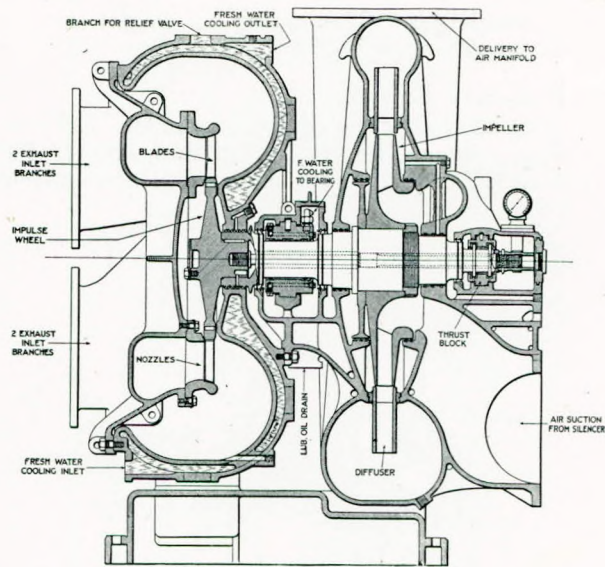 BRANCH FOR RELIEF VALVE
FRESH WATER
COOLING OUTLET
DELIVERY TO
AIR MANIFOLD
IMPELLER
2 EXHAUST
INLET
BRANCHES
BLADES
F. WATER
COOLING
TO BEARING
IMPULSE
WHEEL
THRUST
BLOCK
2 EXHAUST
INLET
BRANCHES
NOZZLES
LUB. OIL DRAIN
AIR SUCTION
FROM SILENCER
FRESH WATER
COOLING INLET
DIFFUSER